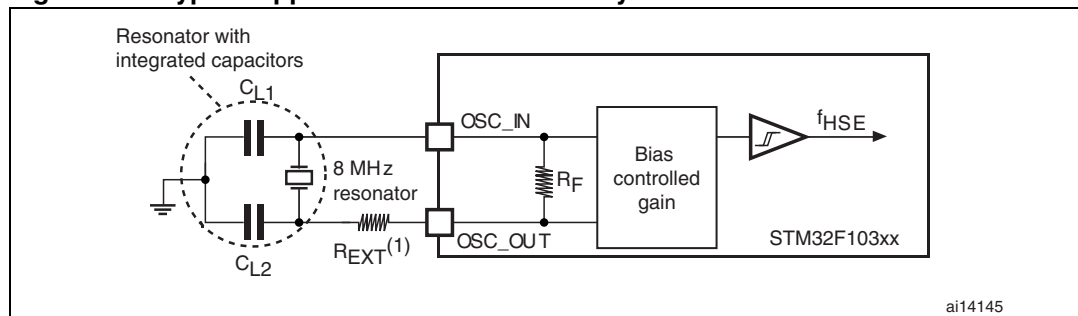 Resonator with
integrated capacitors
CL1
OSC_IN
fHSE
8 MHz
resonator
RF
Bias
controlled
gain
REXT(1)
OSC_OUT
STM32F103xx
CL2
ai14145